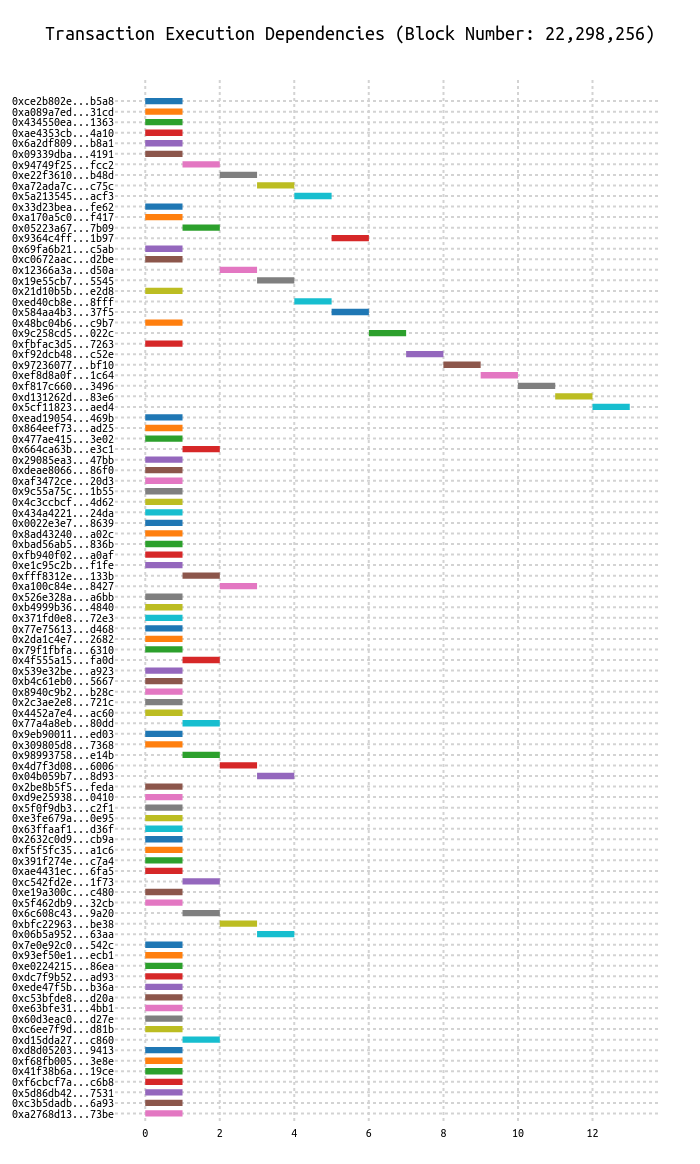 Transaction Execution Dependencies (Block Number: 22,298,256)
0xce2b802e...b5a8
0xa089a7ed...31cd
0x434550ea...1363
0xae4353cb...4a10
0x6a2df809...b8a1
0x09339dba...4191
0x94749f25...fcc2
0xe22f3610...b48d
0xa72ada7c...c75c
0x5a213545...acf3
0x33d23bea...fe62
0xa170a5c0...f417
0x05223a67...7b09
0x9364c4ff...1b97
0x69fa6b21...c5ab
0xc0672aac...d2be
0x12366a3a...d50a
0x19e55cb7...5545
0x21d10b5b...e2d8
0xed40cb8e...8fff
0x584aa4b3...37f5
0x48bc04b6...c9b7
0x9c258cd5...022c
0xfbfac3d5...7263
0xf92dcb48...c52e
0x97236077...bf10
0xef8d8a0f...1c64
0xf817c660...3496
0xd131262d...83e6
0x5cf11823...aed4
0xead19054...469b
0x864eef73...ad25
0x477ae415...3e02
0x664ca63b...e3c1
0x29085ea3...47bb
0xdeae8066...86f0
0xaf3472ce...20d3
0x9c55a75c...1b55
0x4c3ccbcf...4d62
0x434a4221...24da
0x0022e3e7...8639
0x8ad43240...a02c
0xbad56ab5...836b
0xfb940f02...a0af
0xe1c95c2b...f1fe
0xfff8312e...133b
0xa100c84e...8427
0x526e328a...a6bb
0xb4999b36...4840
0x371fd0e8...72e3
0x77e75613...d468
0x2da1c4e7...2682
0x79f1fbfa...6310
0x4f555a15...fa0d
0x539e32be...a923
0xb4c61eb0...5667
0x8940c9b2...b28c
0x2c3ae2e8...721c
0x4452a7e4...ac60
0x77a4a8eb...80dd
0x9eb90011...ed03
0x309805d8...7368
0x98993758...e14b
0x4d7f3d08...6006
0x04b059b7...8d93
0x2be8b5f5...feda
0xd9e25938...0410
0x5f0f9db3...c2f1
0xe3fe679a...0e95
0x63ffaaf1...d36f
0x2632c0d9...cb9a
0xf5f5fc35...a1c6
0x391f274e...c7a4
0xae4431ec...6fa5
0xc542fd2e...1f73
0xe19a300c...c480
0x5f462db9...32cb
0x6c608c43...9a20
0xbfc22963...be38
0x06b5a952...63aa
0x7e0e92c0...542c
0x93ef50e1...ecb1
0xe0224215...86ea
0xdc7f9b52...ad93
0xede47f5b...b36a
0xc53bfde8...d20a
0xe63bfe31...4bb1
0x60d3eac0...d27e
0xc6ee7f9d...d81b
0xd15dda27...c860
0xd8d05203...9413
0xf68fb005...3e8e
0x41f38b6a...19ce
0xf6cbcf7a...c6b8
0x5d86db42...7531
0xc3b5dadb...6a93
0xa2768d13...73be
0 2 4 6 8 10 12